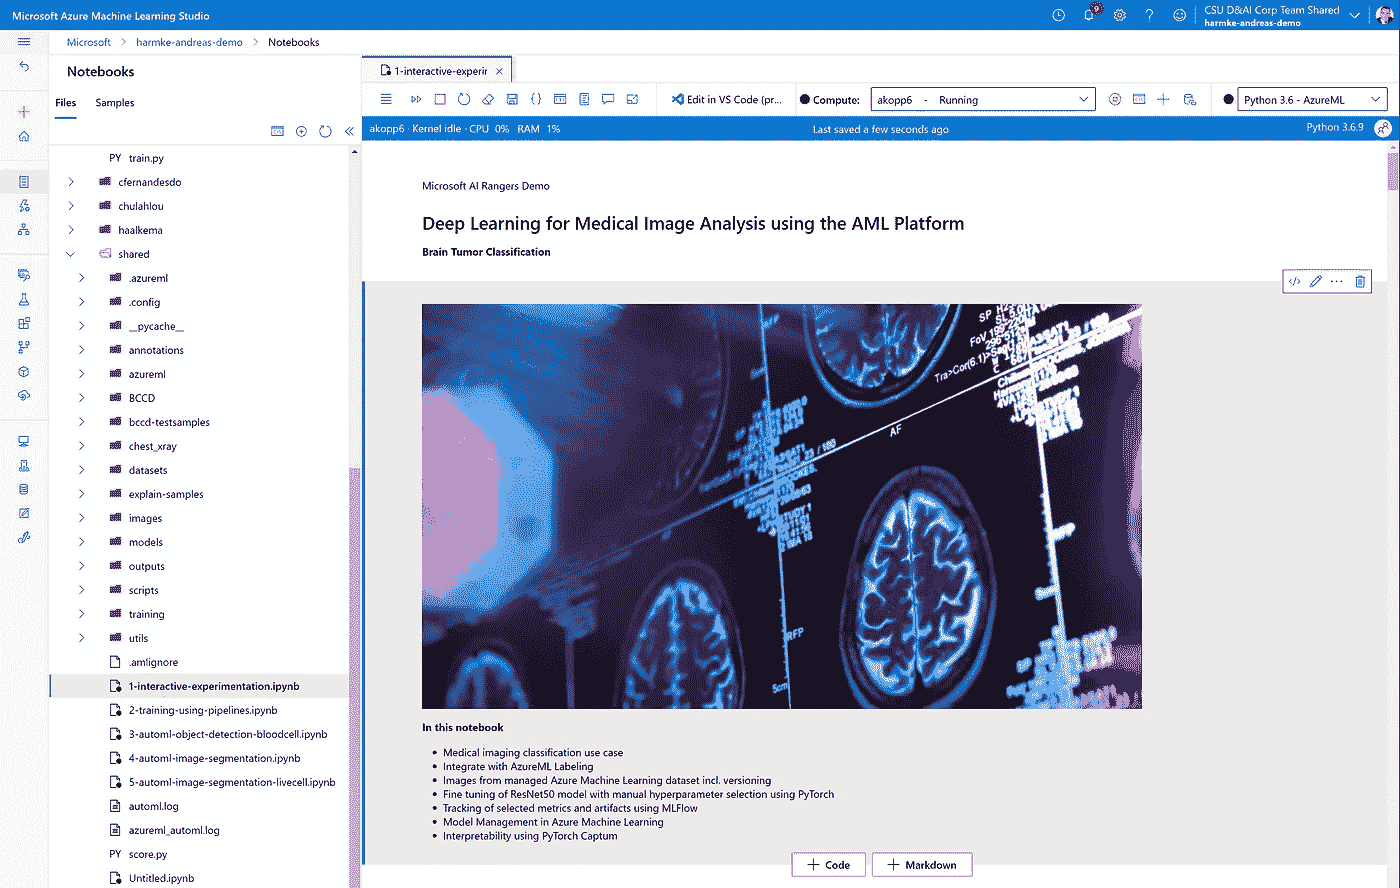 Microsoft Azure Machine Learning Studio
9
CSU D&AI Corp Team Shared
harmke-andreas-demo
Microsoft > harmke-andreas-demo > Notebooks
Notebooks
Files Samples
train.py
cfernandesdo
chulahlou
haalkema
shared
.azureml
.config
__pycache__
annotations
azureml
BCCD
bccd-testsamples
chest_xray
datasets
explain-samples
images
models
outputs
scripts
training
utils
.amlignore
1-interactive-experimentation.ipynb
2-training-using-pipelines.ipynb
3-automl-object-detection-bloodcell.ipynb
4-automl-image-segmentation.ipynb
5-automl-image-segmentation-livecell.ipynb
automl.log
azureml_automl.log
PY score.py
Untitled.ipynb
1-interactive-experir
Edit in VS Code (pr...
Compute: akopp6 - Running
Python 3.6 - AzureML
akopp6 · Kernel idle · CPU 0% RAM 1%
Last saved a few seconds ago
Python 3.6.9
Microsoft AI Rangers Demo
Deep Learning for Medical Image Analysis using the AML Platform
Brain Tumor Classification
AF
RFP
5cm
In this notebook
• Medical imaging classification use case
• Integrate with AzureML Labeling
• Images from managed Azure Machine Learning dataset incl. versioning
• Fine tuning of ResNet50 model with manual hyperparameter selection using PyTorch
• Tracking of selected metrics and artifacts using MLFlow
• Model Management in Azure Machine Learning
• Interpretability using PyTorch Captum
+ Code
+ Markdown